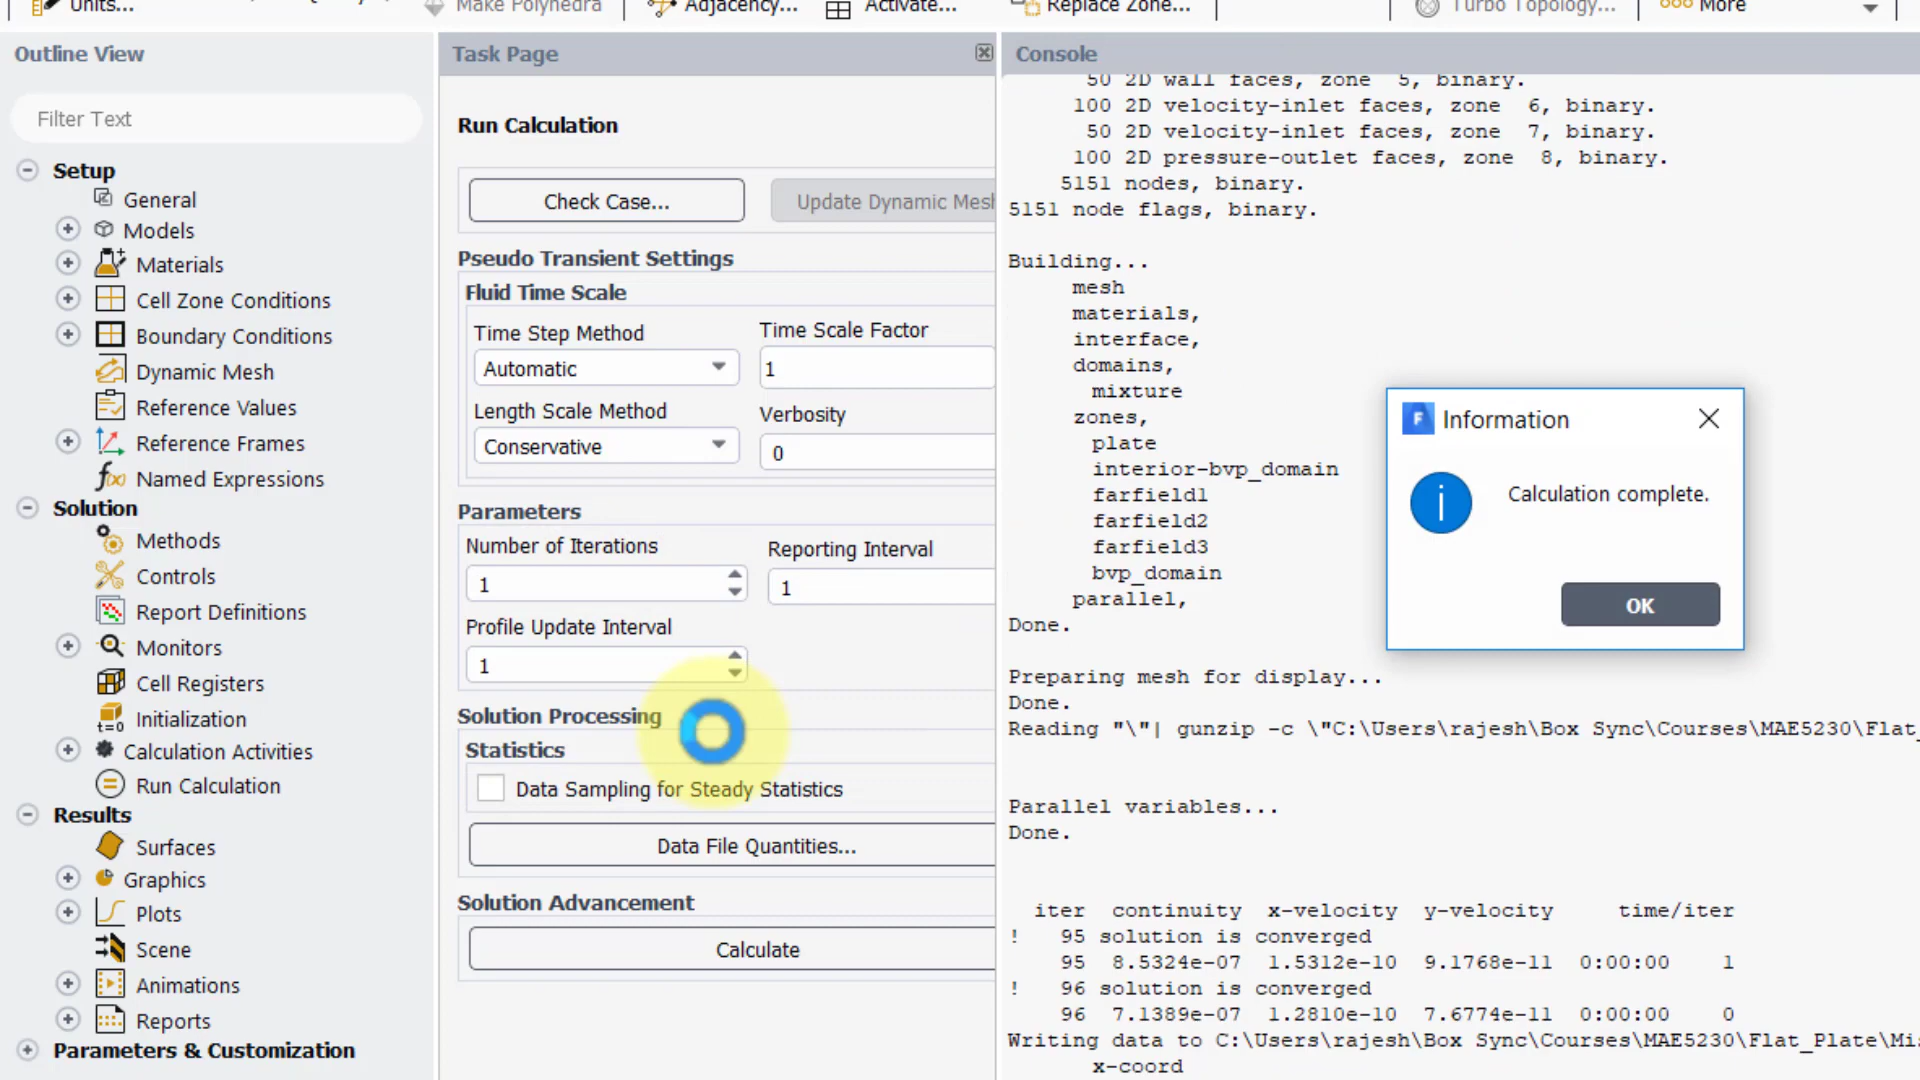 Units...
Make Polyhedra
Adjacency...
Activate...
Replace Zone...
Turbo Topology...
More
Outline View
Filter Text
Setup
General
Models
Materials
Cell Zone Conditions
Boundary Conditions
Dynamic Mesh
Reference Values
Reference Frames
Named Expressions
Solution
Methods
Controls
Report Definitions
Monitors
Cell Registers
t=0 Initialization
Calculation Activities
Run Calculation
Results
Surfaces
Graphics
Plots
Scene
Animations
Reports
Parameters & Customization
Task Page
Run Calculation
Check Case...
Update Dynamic Mesh
Pseudo Transient Settings
Fluid Time Scale
Time Step Method
Time Scale Factor
Automatic
1
Length Scale Method
Verbosity
Conservative
0
Parameters
Number of Iterations
Reporting Interval
1
1
Profile Update Interval
1
Solution Processing
Statistics
Data Sampling for Steady Statistics
Data File Quantities...
Solution Advancement
Calculate
Console
50 2D wall faces, zone 5, binary.
100 2D velocity-inlet faces, zone 6, binary.
50 2D velocity-inlet faces, zone 7, binary.
100 2D pressure-outlet faces, zone 8, binary.
5151 nodes, binary.
5151 node flags, binary.
Building...
mesh
materials,
interface,
domains,
mixture
zones,
plate
interior-bvp_domain
farfield1
farfield2
farfield3
bvp_domain
parallel,
Done.
Preparing mesh for display...
Done.
Reading "\"| gunzip -c \"C:\Users\rajesh\Box Sync\Courses\MAE5230\Flat_
Parallel variables...
Done.
iter continuity x-velocity y-velocity time/iter
! 95 solution is converged
95 8.5324e-07 1.5312e-10 9.1768e-11 0:00:00 1
! 96 solution is converged
96 7.1389e-07 1.2810e-10 7.6774e-11 0:00:00 0
Writing data to C:\Users\rajesh\Box Sync\Courses\MAE5230\Flat_Plate\Mis
x-coord
F Information
i Calculation complete.
OK